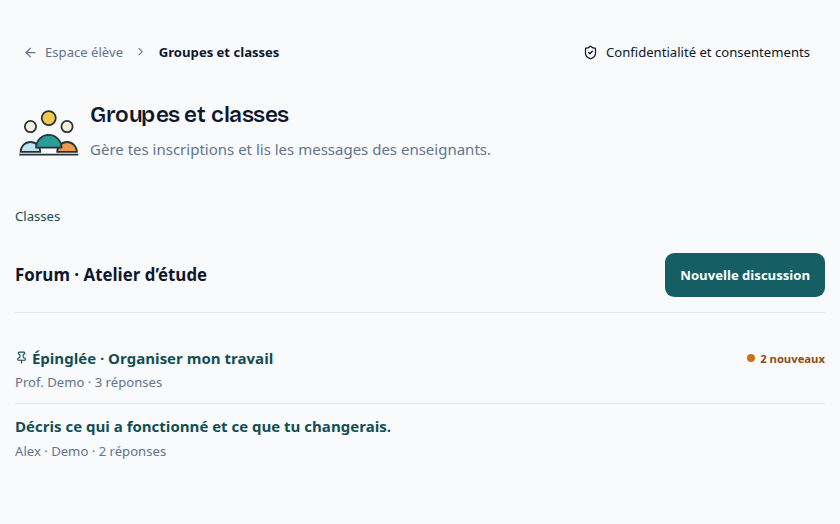 Espace élève
Groupes et classes
Confidentialité et consentements
Groupes et classes
Gère tes inscriptions et lis les messages des enseignants.
Classes
Forum · Atelier d’étude
Nouvelle discussion
Épinglée · Organiser mon travail
2 nouveaux
Prof. Demo · 3 réponses
Décris ce qui a fonctionné et ce que tu changerais.
Alex · Demo · 2 réponses